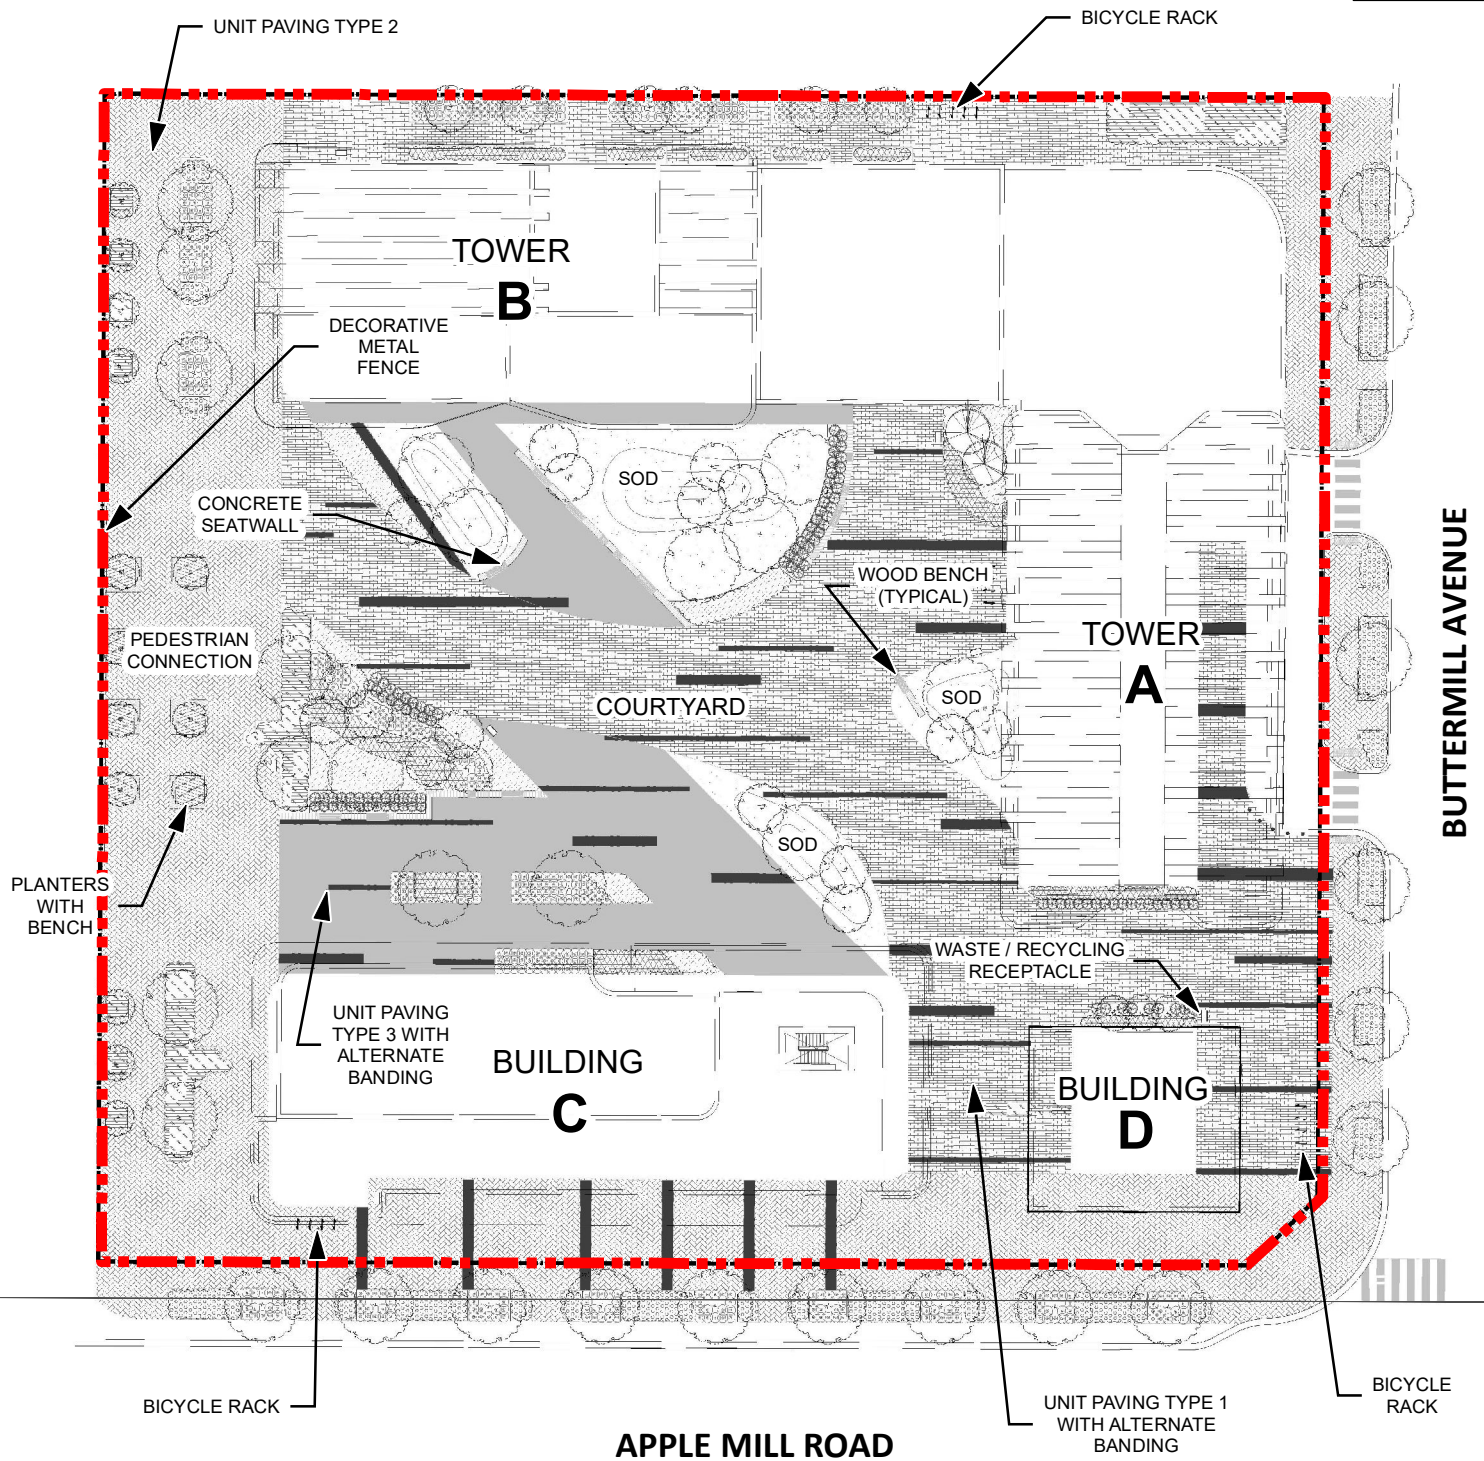 UNIT PAVING TYPE 2
BICYCLE RACK
TOWER
B
DECORATIVE
METAL
FENCE
SOD
CONCRETE
SEATWALL
WOOD BENCH
(TYPICAL)
PEDESTRIAN
CONNECTION
TOWER
A
SOD
COURTYARD
BUTTERMILL AVENUE
SOD
PLANTERS
WITH
BENCH
WASTE / RECYCLING
RECEPTACLE
UNIT PAVING
TYPE 3 WITH
ALTERNATE
BANDING
BUILDING
C
BUILDING
D
BICYCLE RACK
UNIT PAVING TYPE 1
WITH ALTERNATE
BANDING
BICYCLE
RACK
APPLE MILL ROAD